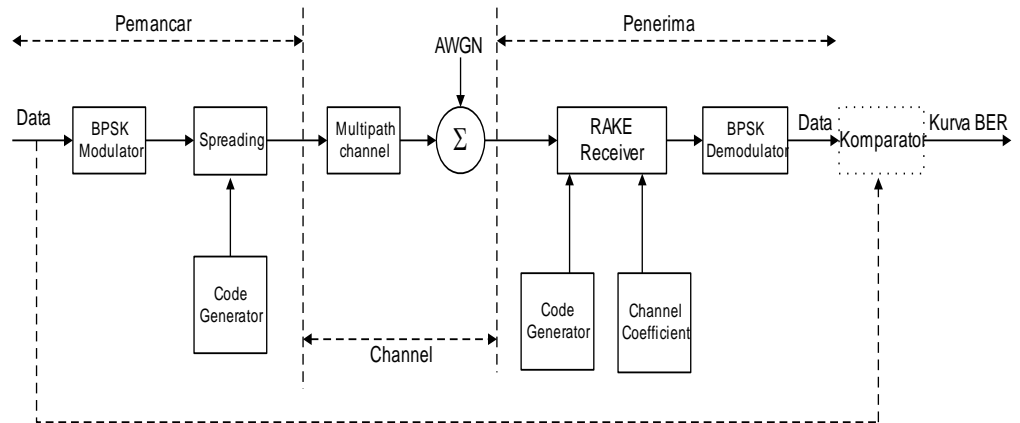 Pemancar
Penerima
AWGN
Data
BPSK
Modulator
Spreading
Multipath
channel
Σ
RAKE
Receiver
BPSK
Demodulator
Data
Komparator
Kurva BER
Code
Generator
Channel
Code
Generator
Channel
Coefficient